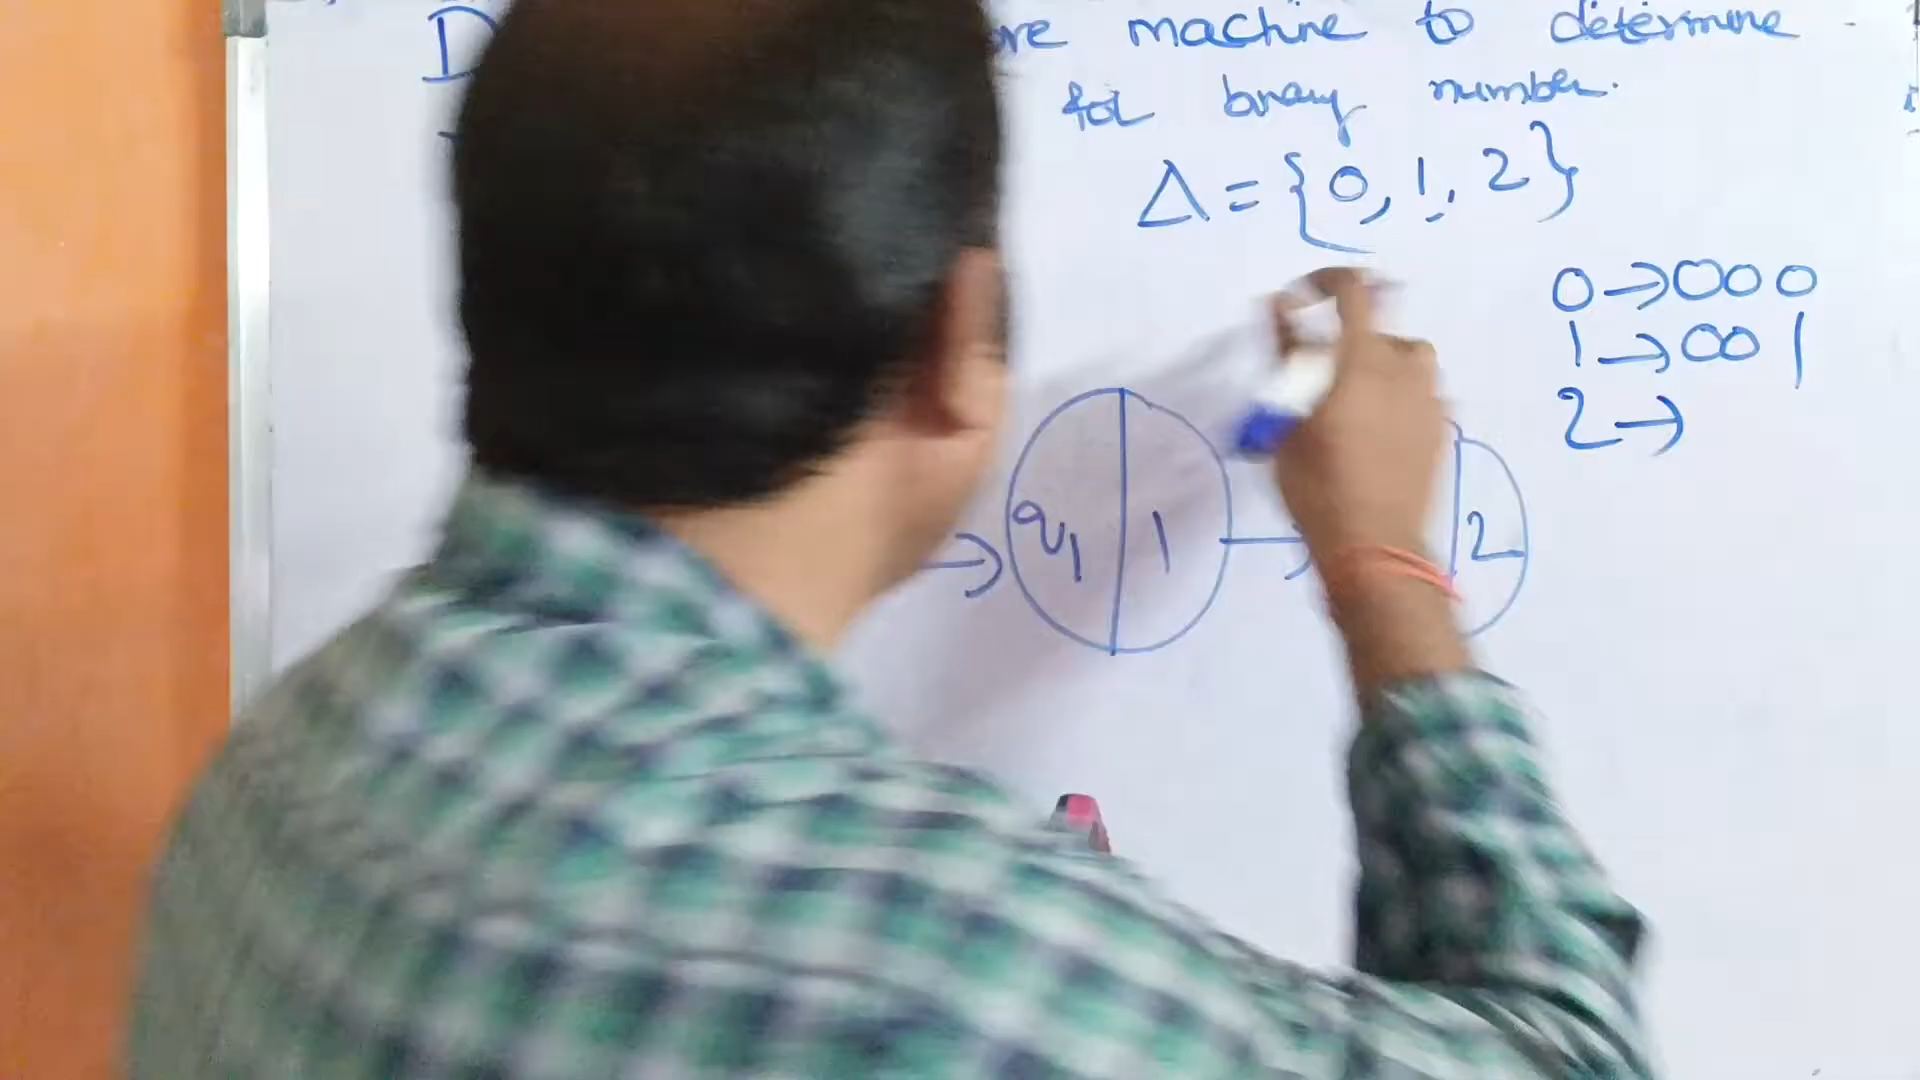 D
machine to determine
for binary number.
Δ = {0, 1, 2}
0→000
1→001
2→
q1 1
2